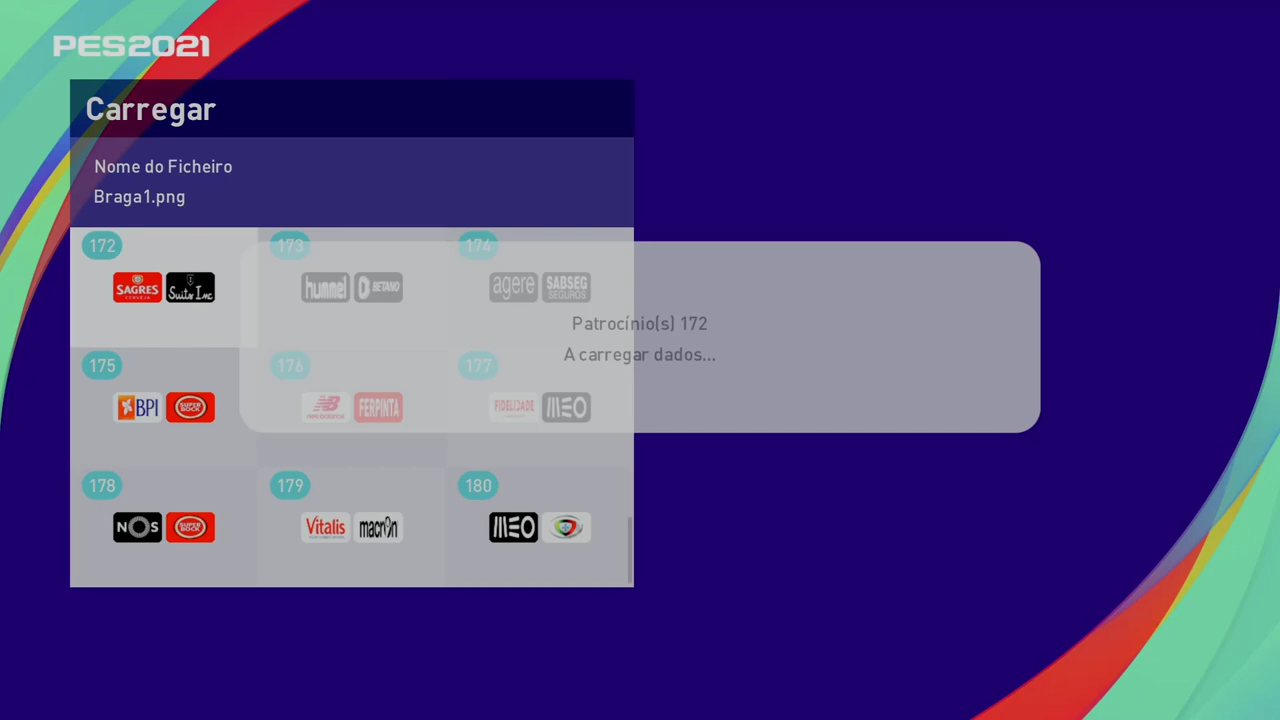 PES2021
Carregar
Nome do Ficheiro
Braga1.png
172
173
174
SAGRES
CERVEJA
Suits Inc
hummel
BETANO
agere
SABSEG
SEGUROS
Patrocínio(s) 172
A carregar dados...
175
176
177
BPI
SUPER
BOCK
new balance
FERPINTA
FIDELIDADE
MEO
178
179
180
NOS
SUPER
BOCK
Vitalis
macron
MEO